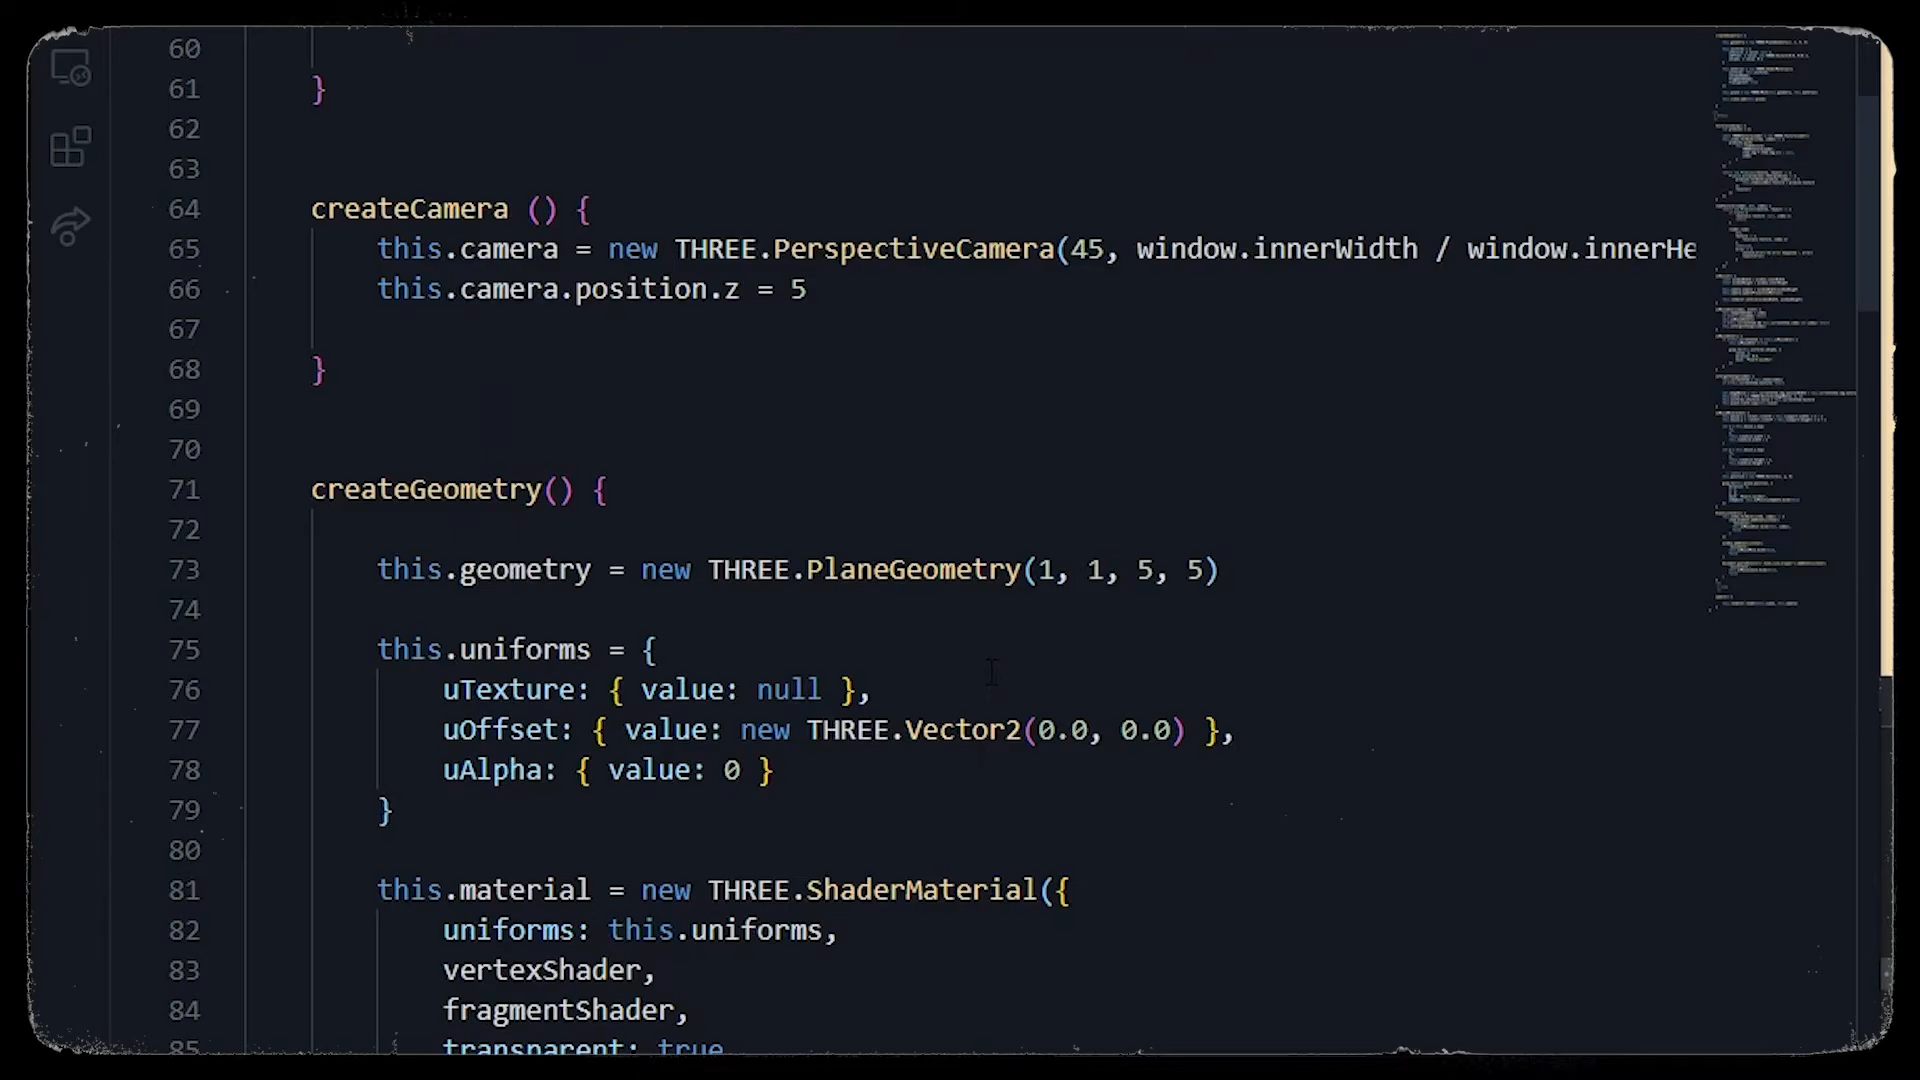 60
61 }
62
63
64 createCamera () {
65 this.camera = new THREE.PerspectiveCamera(45, window.innerWidth / window.innerHe
66 this.camera.position.z = 5
67
68 }
69
70
71 createGeometry() {
72
73 this.geometry = new THREE.PlaneGeometry(1, 1, 5, 5)
74
75 this.uniforms = {
76 uTexture: { value: null },
77 uOffset: { value: new THREE.Vector2(0.0, 0.0) },
78 uAlpha: { value: 0 }
79 }
80
81 this.material = new THREE.ShaderMaterial({
82 uniforms: this.uniforms,
83 vertexShader,
84 fragmentShader,
85 transparent: true